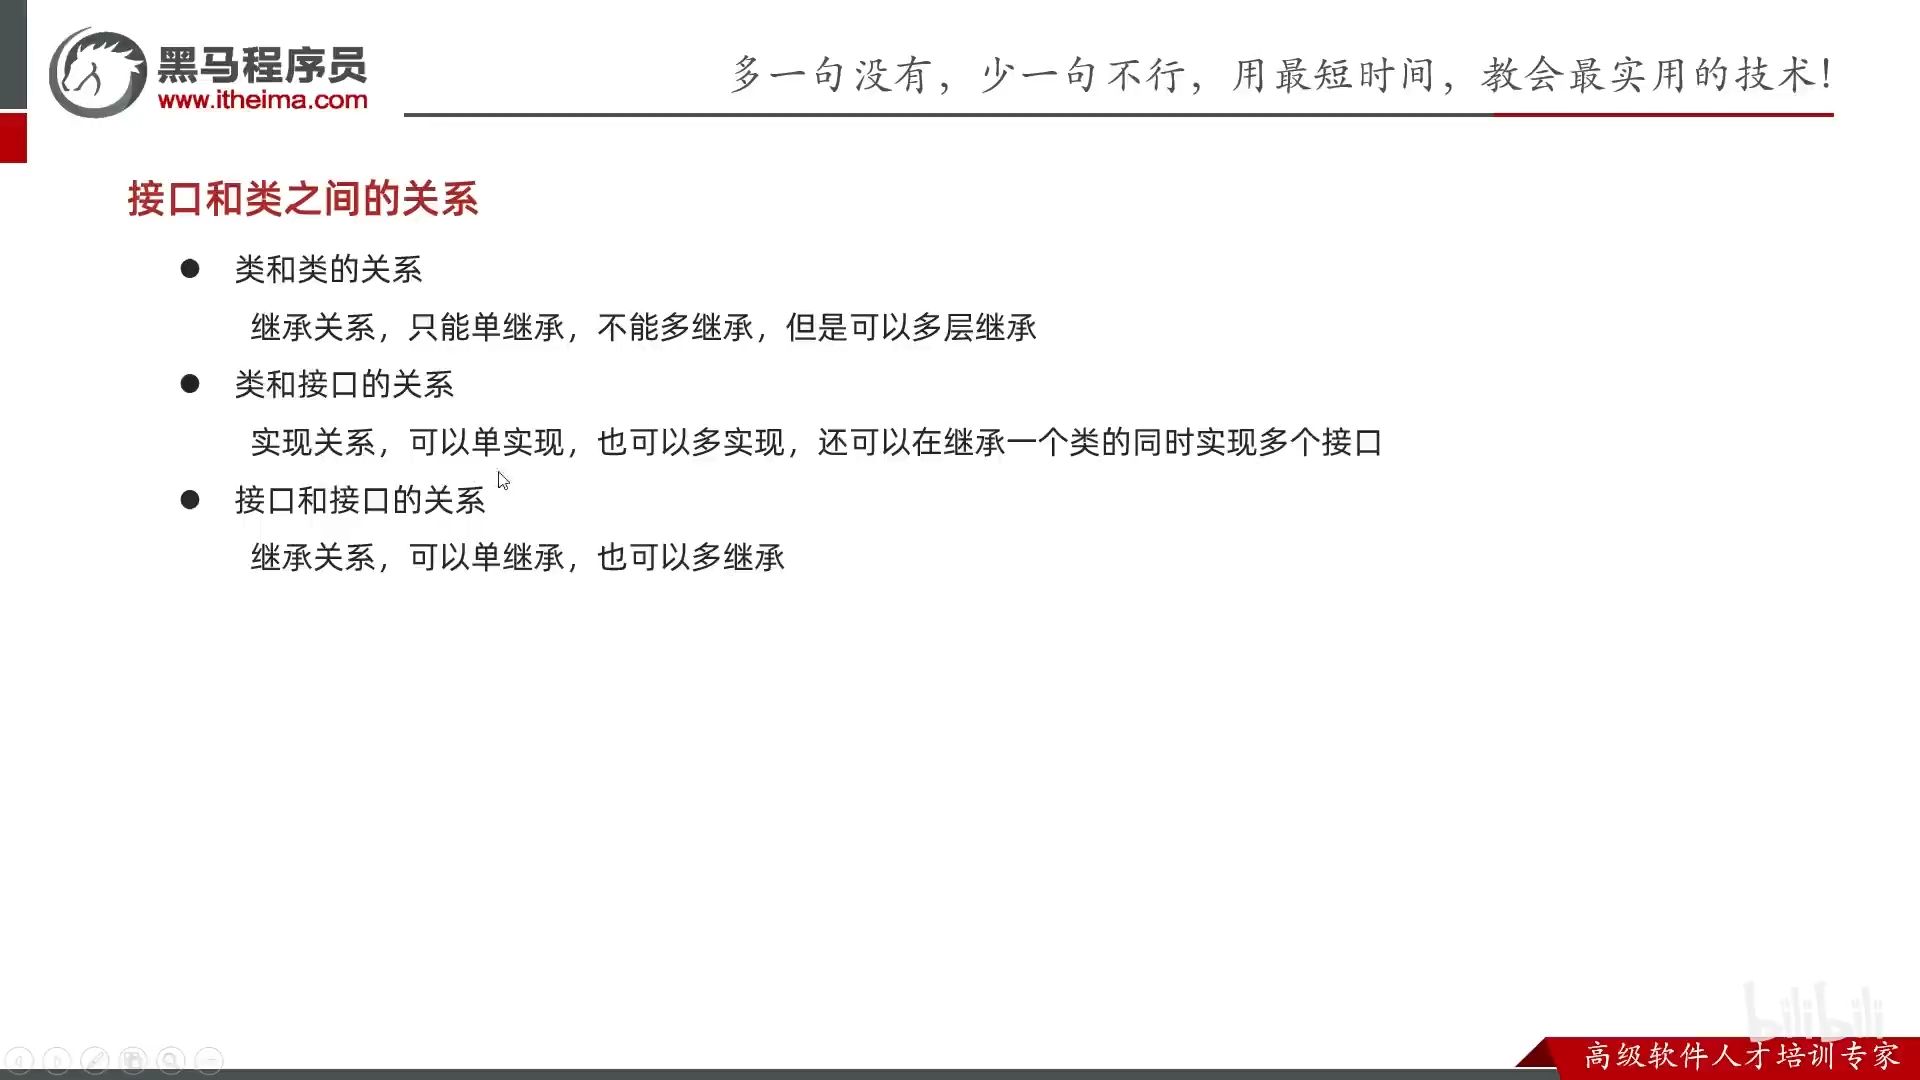 黑马程序员
www.itheima.com
多一句没有，少一句不行，用最短时间，教会最实用的技术！
接口和类之间的关系
● 类和类的关系
继承关系，只能单继承，不能多继承，但是可以多层继承
● 类和接口的关系
实现关系，可以单实现，也可以多实现，还可以在继承一个类的同时实现多个接口
● 接口和接口的关系
继承关系，可以单继承，也可以多继承
bilibili
高级软件人才培训专家